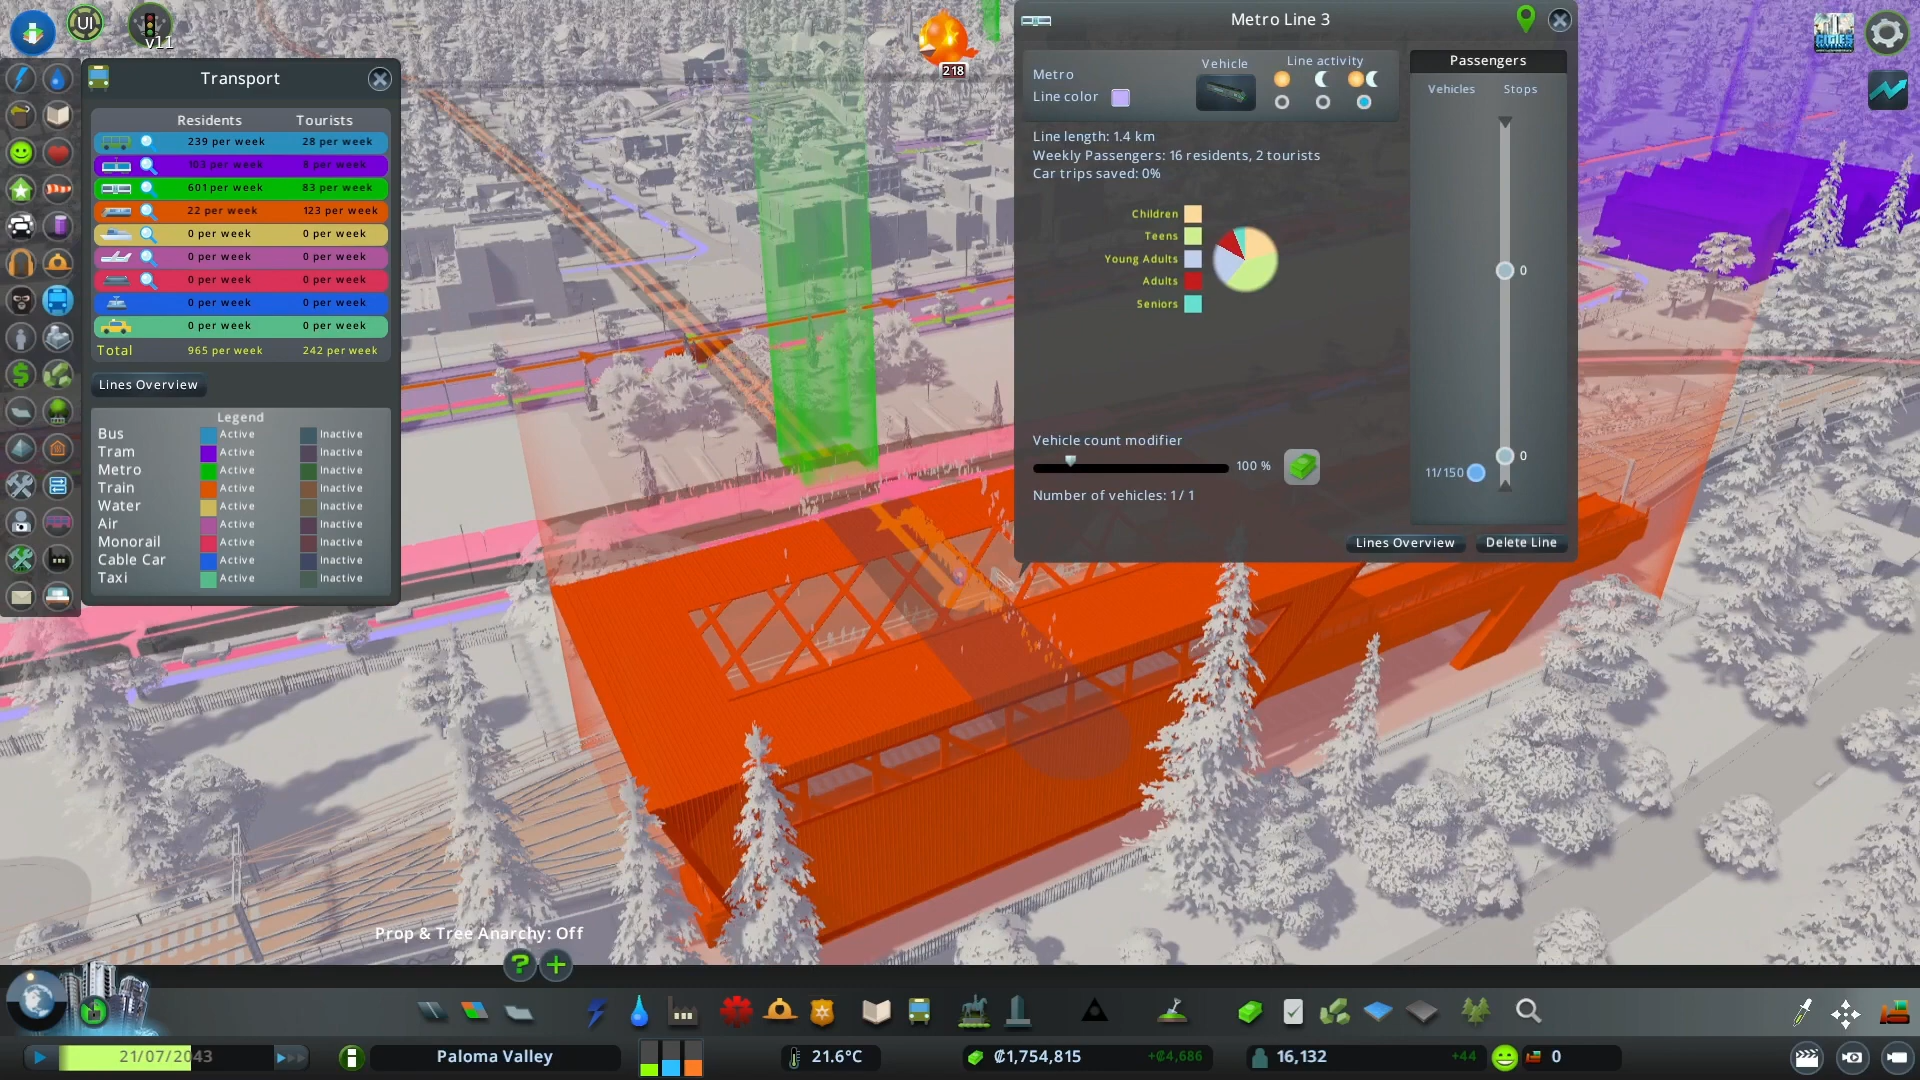 UI
v11
218
Transport
Residents Tourists
239 per week 28 per week
103 per week 8 per week
601 per week 83 per week
22 per week 123 per week
0 per week 0 per week
0 per week 0 per week
0 per week 0 per week
0 per week 0 per week
0 per week 0 per week
Total 965 per week 242 per week
Lines Overview
Legend
Bus Active Inactive
Tram Active Inactive
Metro Active Inactive
Train Active Inactive
Water Active Inactive
Air Active Inactive
Monorail Active Inactive
Cable Car Active Inactive
Taxi Active Inactive
Metro Line 3
Metro
Line color
Vehicle
Line activity
Line length: 1.4 km
Weekly Passengers: 16 residents, 2 tourists
Car trips saved: 0%
Children
Teens
Young Adults
Adults
Seniors
Vehicle count modifier
100 %
Number of vehicles: 1/ 1
Passengers
Vehicles Stops
0
0
11/150
Lines Overview
Delete Line
CITIES
Prop & Tree Anarchy: Off
?
21/07/2043
Paloma Valley
21.6°C
₡1,754,815
+₡4,686
16,132
+44
0